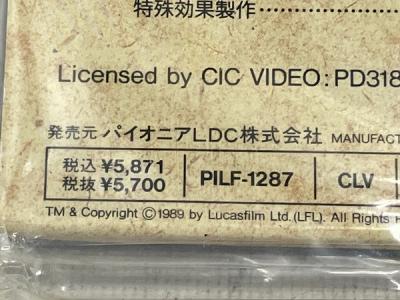 特殊効果製作………………
Licensed by CIC VIDEO:PD318
発売元 パイオニアLDC株式会社 MANUFACT
税込 ¥5,871
税抜 ¥5,700
PILF-1287
CLV
TM & Copyright ©1989 by Lucasfilm Ltd.(LFL). All Rights